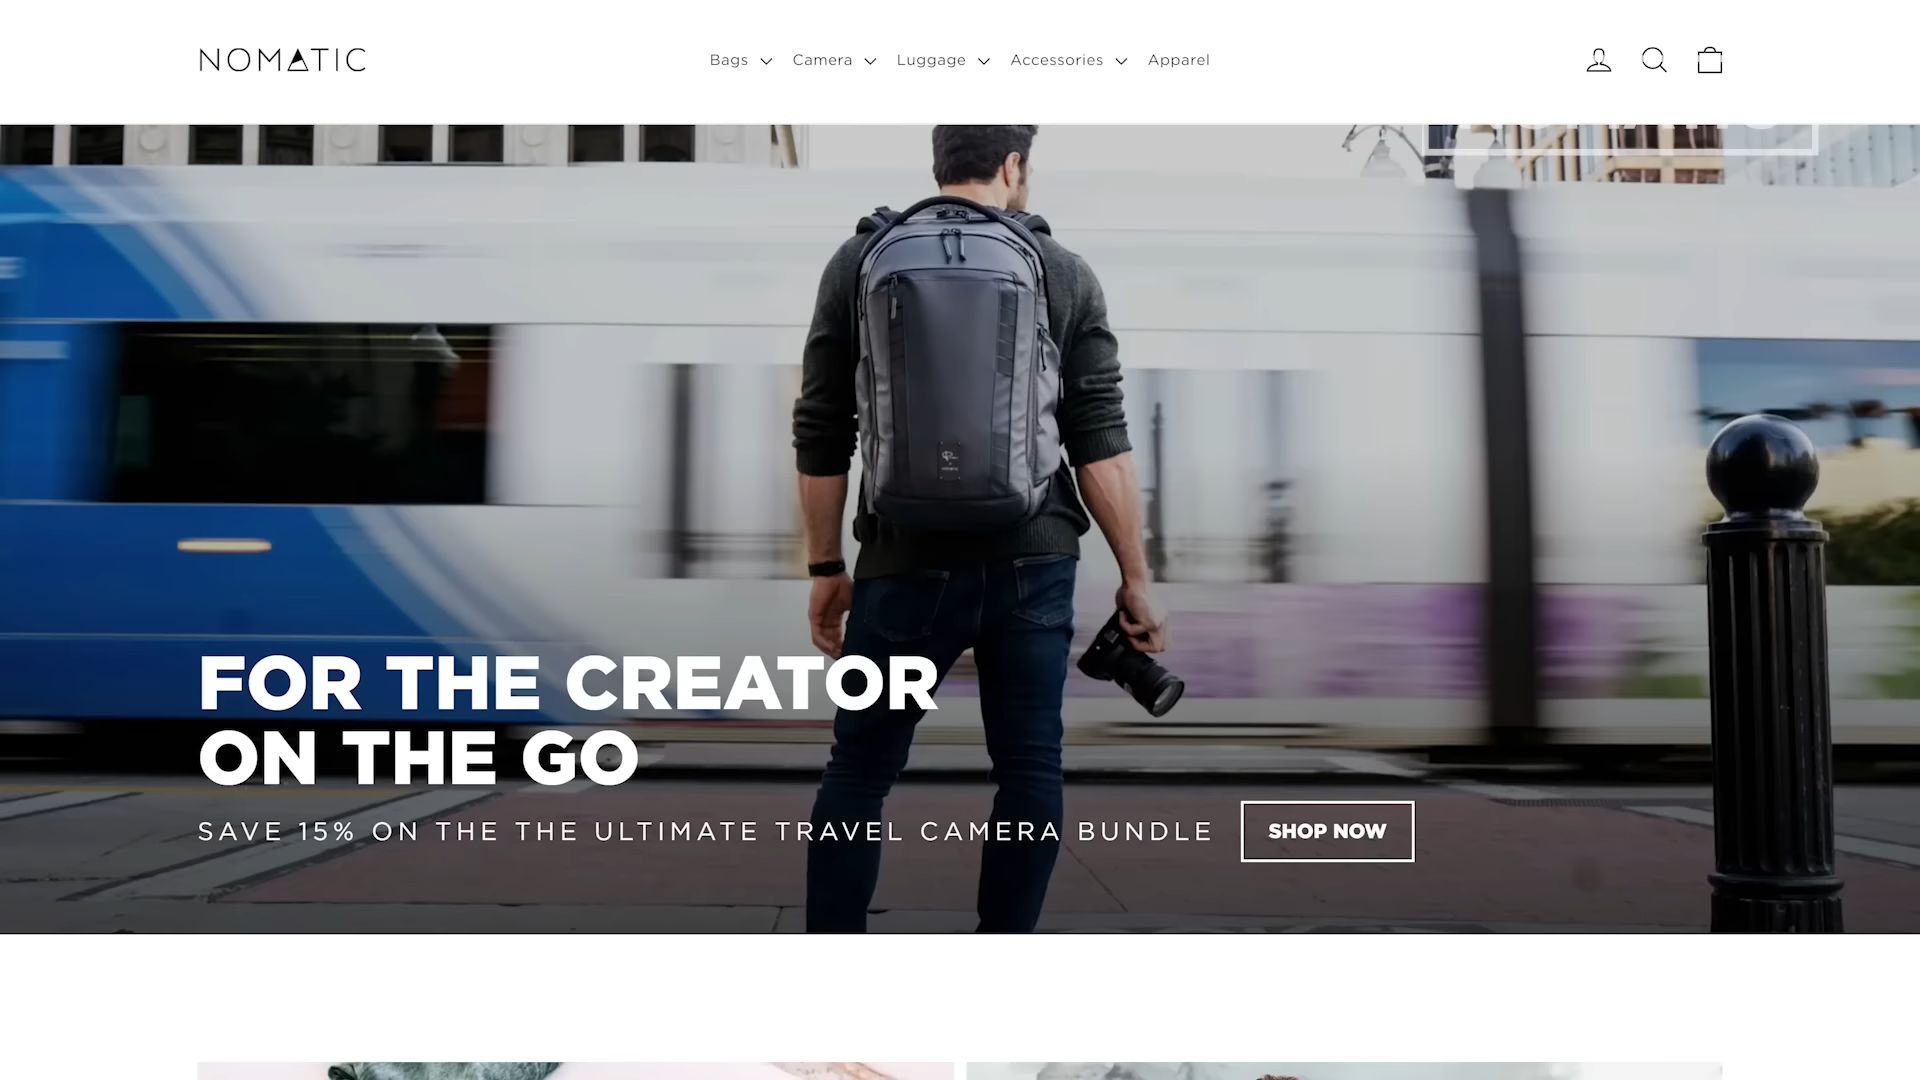 NOMATIC
Bags Camera Luggage Accessories Apparel
FOR THE CREATOR
ON THE GO
SAVE 15% ON THE THE ULTIMATE TRAVEL CAMERA BUNDLE
SHOP NOW